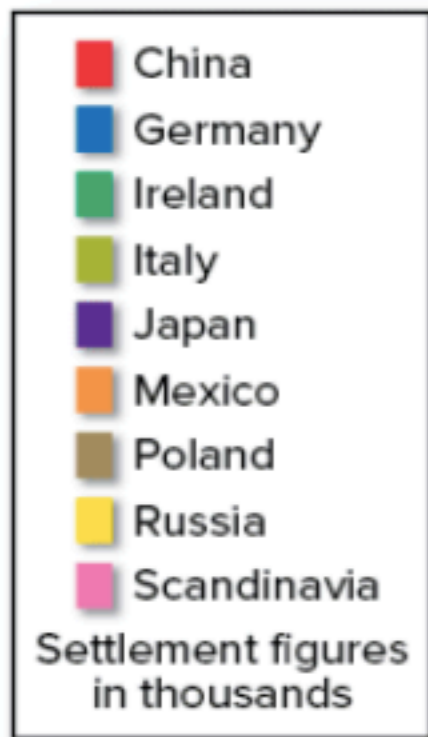 China
Germany
Ireland
Italy
Japan
Mexico
Poland
Russia
Scandinavia
Settlement figures
in thousands